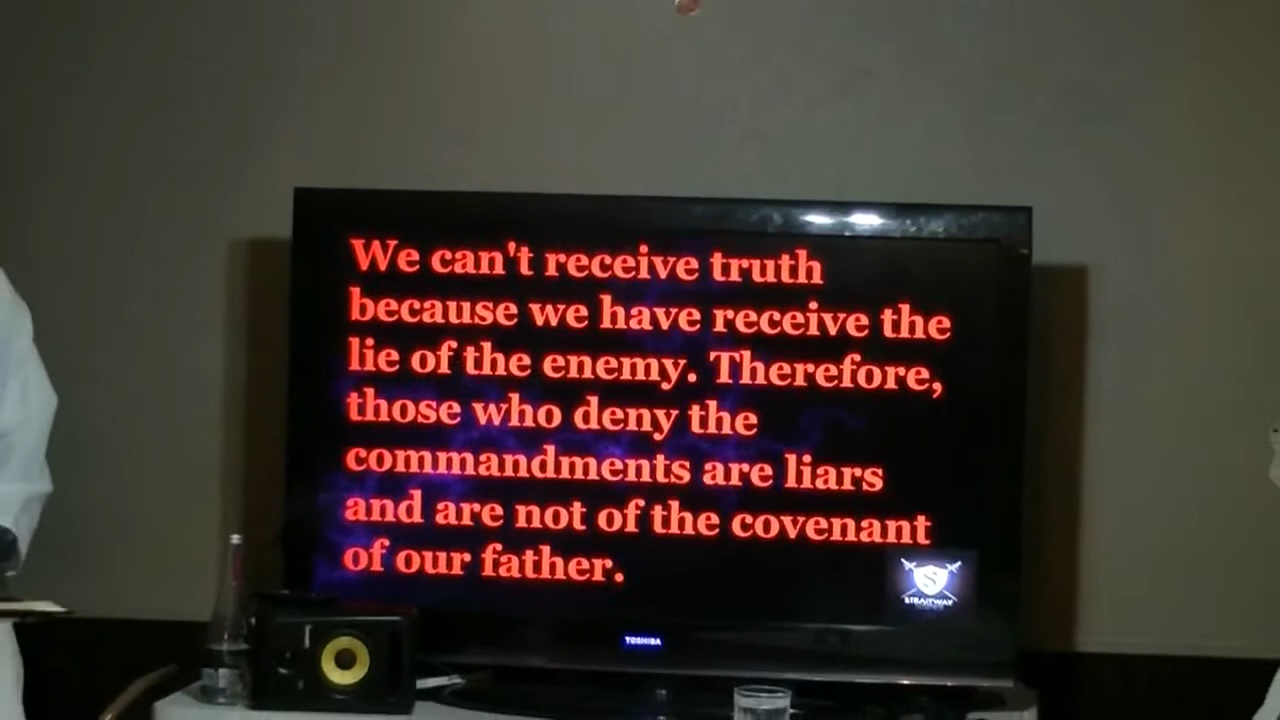 We can't receive truth
because we have receive the
lie of the enemy. Therefore,
those who deny the
commandments are liars
and are not of the covenant
of our father.
S
STRAITWAY
TOSHIBA